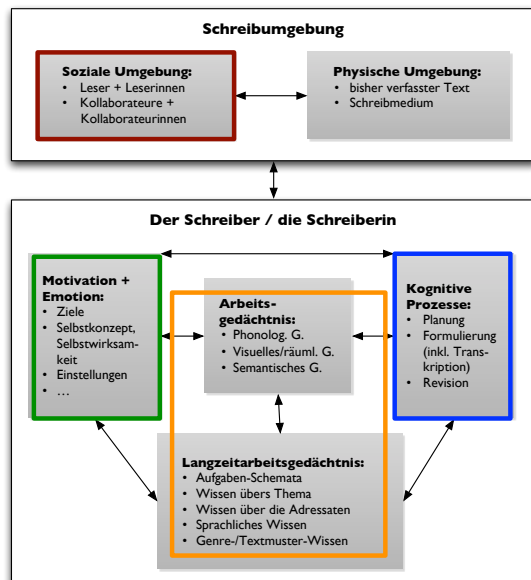 Schreibumgebung
Soziale Umgebung:
• Leser + Leserinnen
• Kollaborateure +
Kollaborateurinnen
Physische Umgebung:
• bisher verfasster Text
• Schreibmedium
Der Schreiber / die Schreiberin
Motivation +
Emotion:
• Ziele
• Selbstkonzept,
Selbstwirksam-
keit
• Einstellungen
• …
Arbeits-
gedächtnis:
• Phonolog. G.
• Visuelles/räuml. G.
• Semantisches G.
Kognitive
Prozesse:
• Planung
• Formulierung
(inkl. Trans-
kription)
• Revision
Langzeitarbeitsgedächtnis:
• Aufgaben-Schemata
• Wissen übers Thema
• Wissen über die Adressaten
• Sprachliches Wissen
• Genre-/Textmuster-Wissen